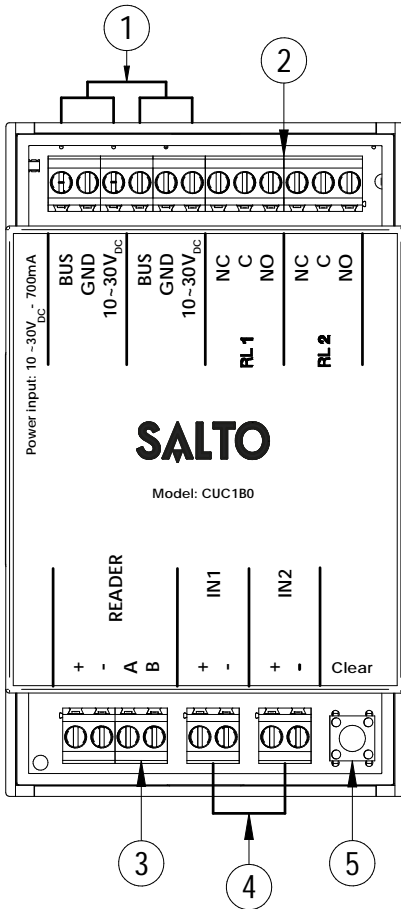 1
2
Power input: 10 ~30VDC - 700mA
BUS
GND
10~30VDC
BUS
GND
10~30VDC
NC
C
NO
RL 1
NC
C
NO
RL 2
SALTO
Model: CUC1B0
READER
+
-
A
B
IN1
+
-
IN2
+
-
Clear
3
4
5